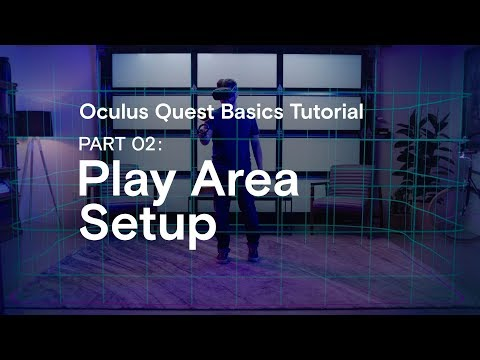 Oculus Quest Basics Tutorial
PART 02:
Play Area
Setup